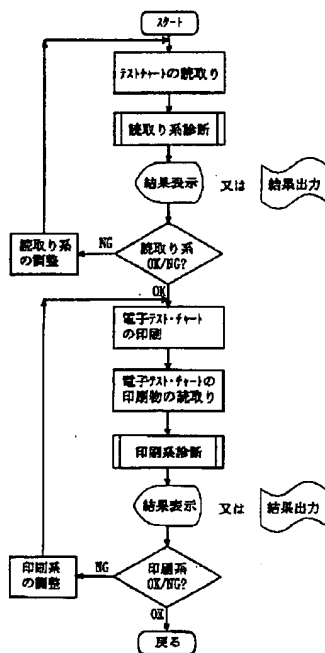 スタート
テストチャートの読取り
読取り系診断
結果表示
又は
結果出力
読取り系
の調整
NG
読取り系
OK/NG?
OK
電子テスト・チャート
の印刷
電子テスト・チャートの
印刷物の読取り
印刷系診断
結果表示
又は
結果出力
印刷系
の調整
NG
印刷系
OK/NG?
OK
戻る